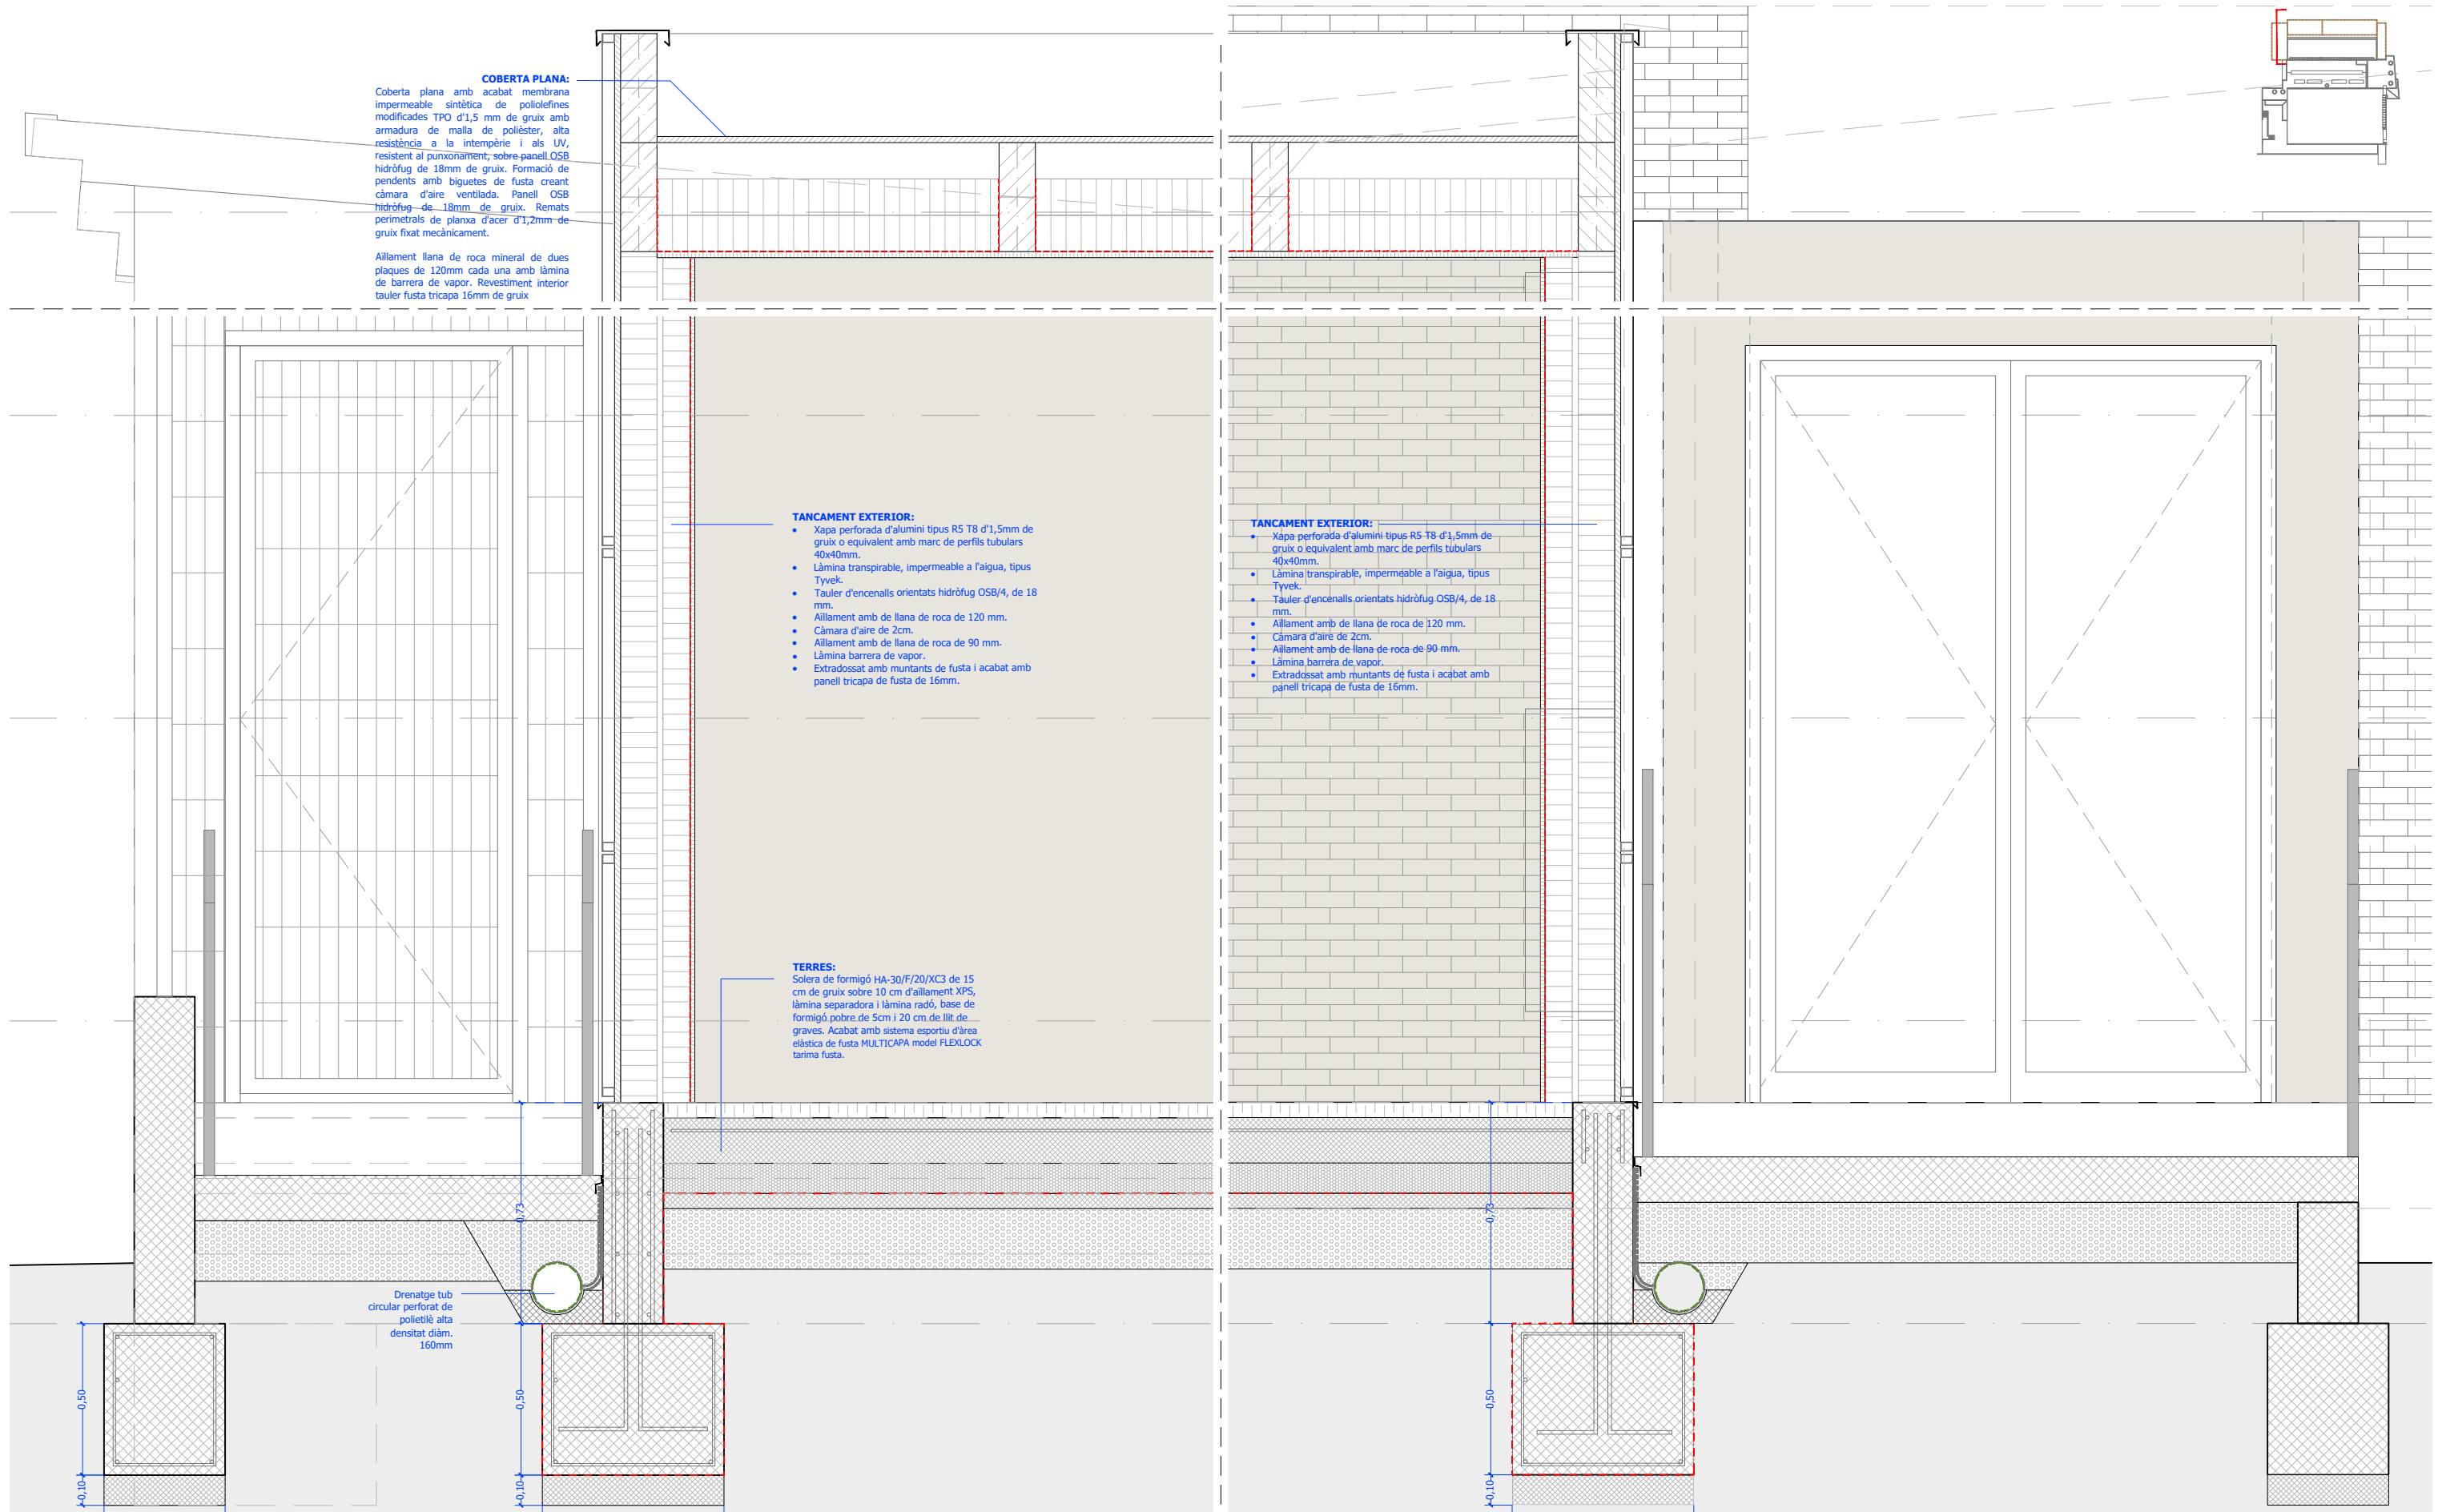 COBERTA PLANA:
Coberta plana amb acabat membrana
impermeable sintètica de poliolefines
modificades TPO d'1,5 mm de gruix amb
armadura de malla de polièster, alta
resistència a la intempèrie i als UV,
resistent al punxonament, sobre panell OSB
hidròfug de 18mm de gruix. Formació de
pendents amb biguetes de fusta creant
càmara d'aire ventilada. Panell OSB
hidròfug de 18mm de gruix. Remats
perimetrals de planxa d'acer d'1,2mm de
gruix fixat mecànicament.
Aïllament llana de roca mineral de dues
plaques de 120mm cada una amb làmina
de barrera de vapor. Revestiment interior
tauler fusta tricapa 16mm de gruix
TANCAMENT EXTERIOR:
• Xapa perforada d'alumini tipus R5 T8 d'1,5mm de
gruix o equivalent amb marc de perfils tubulars
40x40mm.
• Làmina transpirable, impermeable a l'aigua, tipus
Tyvek.
• Tauler d'encenalls orientats hidròfug OSB/4, de 18
mm.
• Aïllament amb de llana de roca de 120 mm.
• Càmara d'aire de 2cm.
• Aïllament amb de llana de roca de 90 mm.
• Làmina barrera de vapor.
• Extradossat amb muntants de fusta i acabat amb
panell tricapa de fusta de 16mm.
TANCAMENT EXTERIOR:
• Xapa perforada d'alumini tipus R5 T8 d'1,5mm de
gruix o equivalent amb marc de perfils tubulars
40x40mm.
• Làmina transpirable, impermeable a l'aigua, tipus
Tyvek.
• Tauler d'encenalls orientats hidròfug OSB/4, de 18
mm.
• Aïllament amb de llana de roca de 120 mm.
• Càmara d'aire de 2cm.
• Aïllament amb de llana de roca de 90 mm.
• Làmina barrera de vapor.
• Extradossat amb muntants de fusta i acabat amb
panell tricapa de fusta de 16mm.
TERRES:
Solera de formigó HA-30/F/20/XC3 de 15
cm de gruix sobre 10 cm d'aïllament XPS,
làmina separadora i làmina radó, base de
formigó pobre de 5cm i 20 cm de llit de
graves. Acabat amb sistema esportiu d'àrea
elàstica de fusta MULTICAPA model FLEXLOCK
tarima fusta.
0,73
0,73
Drenatge tub
circular perforat de
polietilè alta
densitat diàm.
160mm
0,50
0,50
0,50
0,10
0,10
0,10